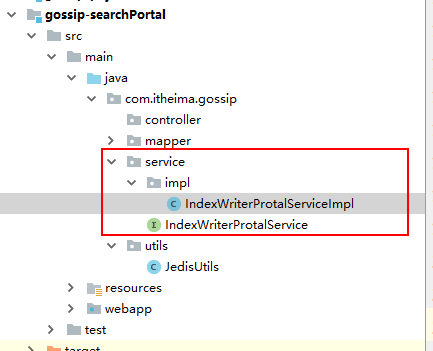 gossip-searchPortal
src
main
java
com.itheima.gossip
controller
mapper
service
impl
C IndexWriterProtalServiceImpl
I IndexWriterProtalService
utils
C JedisUtils
resources
webapp
test
target